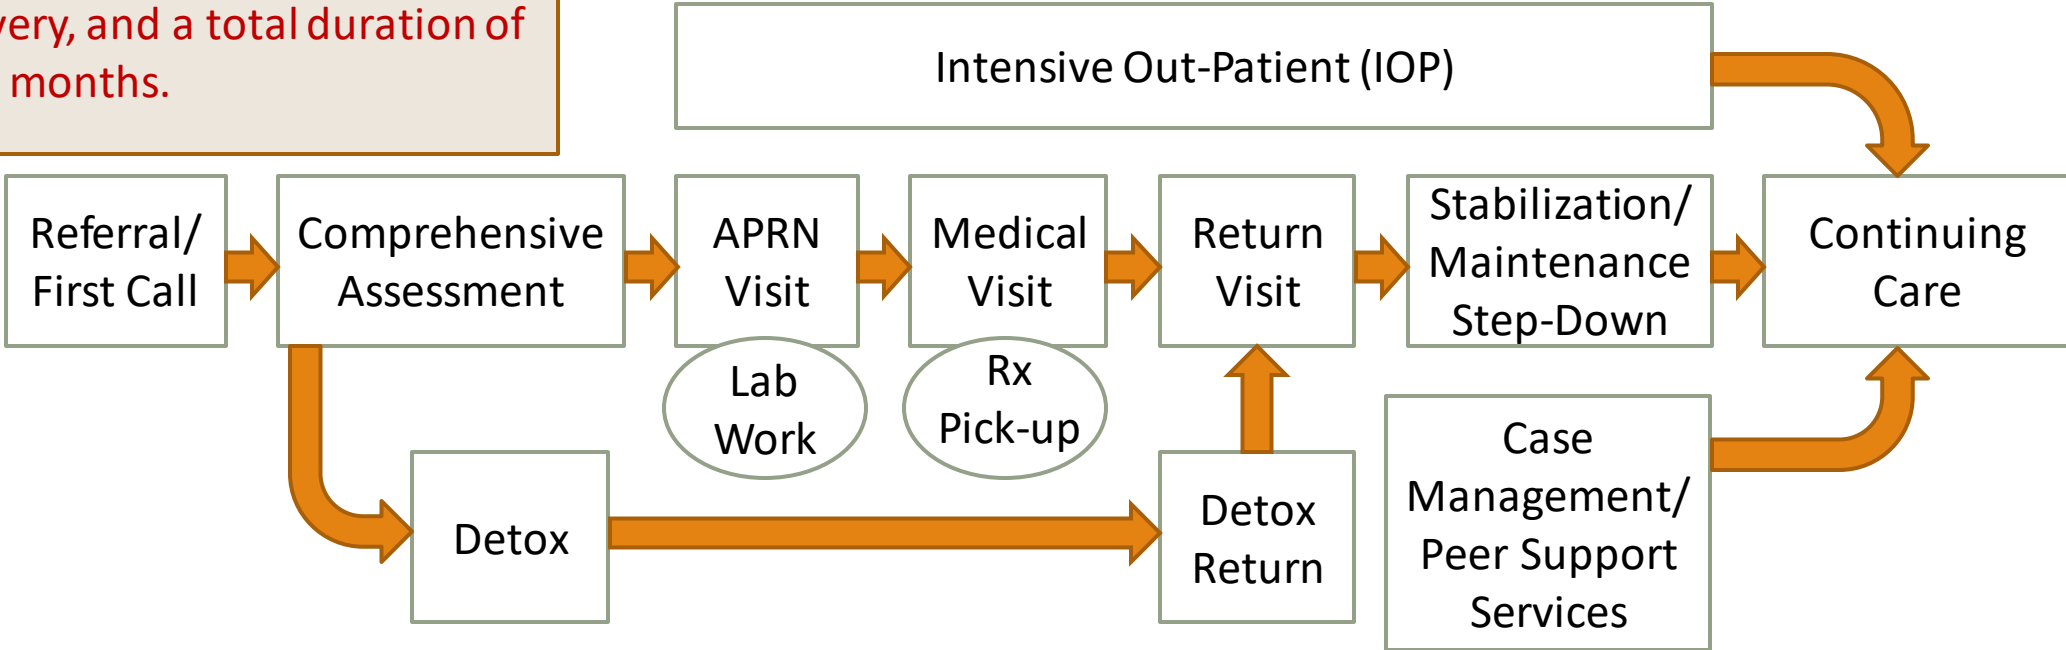 very, and a total duration of
months.
Intensive Out-Patient (IOP)
Referral/
First Call
Comprehensive
Assessment
APRN
Visit
Medical
Visit
Return
Visit
Stabilization/
Maintenance
Step-Down
Continuing
Care
Lab
Work
Rx
Pick-up
Detox
Detox
Return
Case
Management/
Peer Support
Services